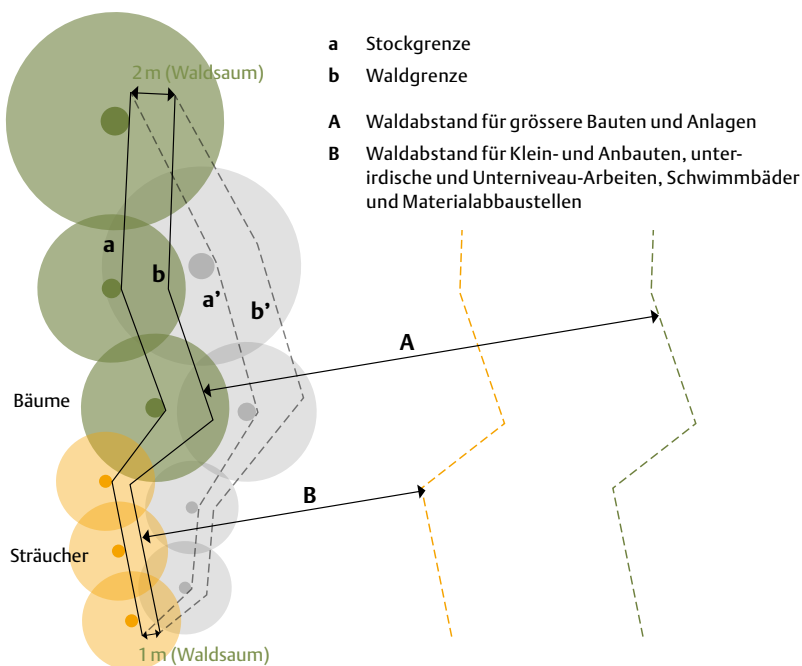 a Stockgrenze
b Waldgrenze
A Waldabstand für grössere Bauten und Anlagen
B Waldabstand für Klein- und Anbauten, unter-
irdische und Unterniveau-Arbeiten, Schwimmbäder
und Materialabbaustellen
2 m (Waldsaum)
a
b
a’
b’
A
Bäume
B
Sträucher
1 m (Waldsaum)